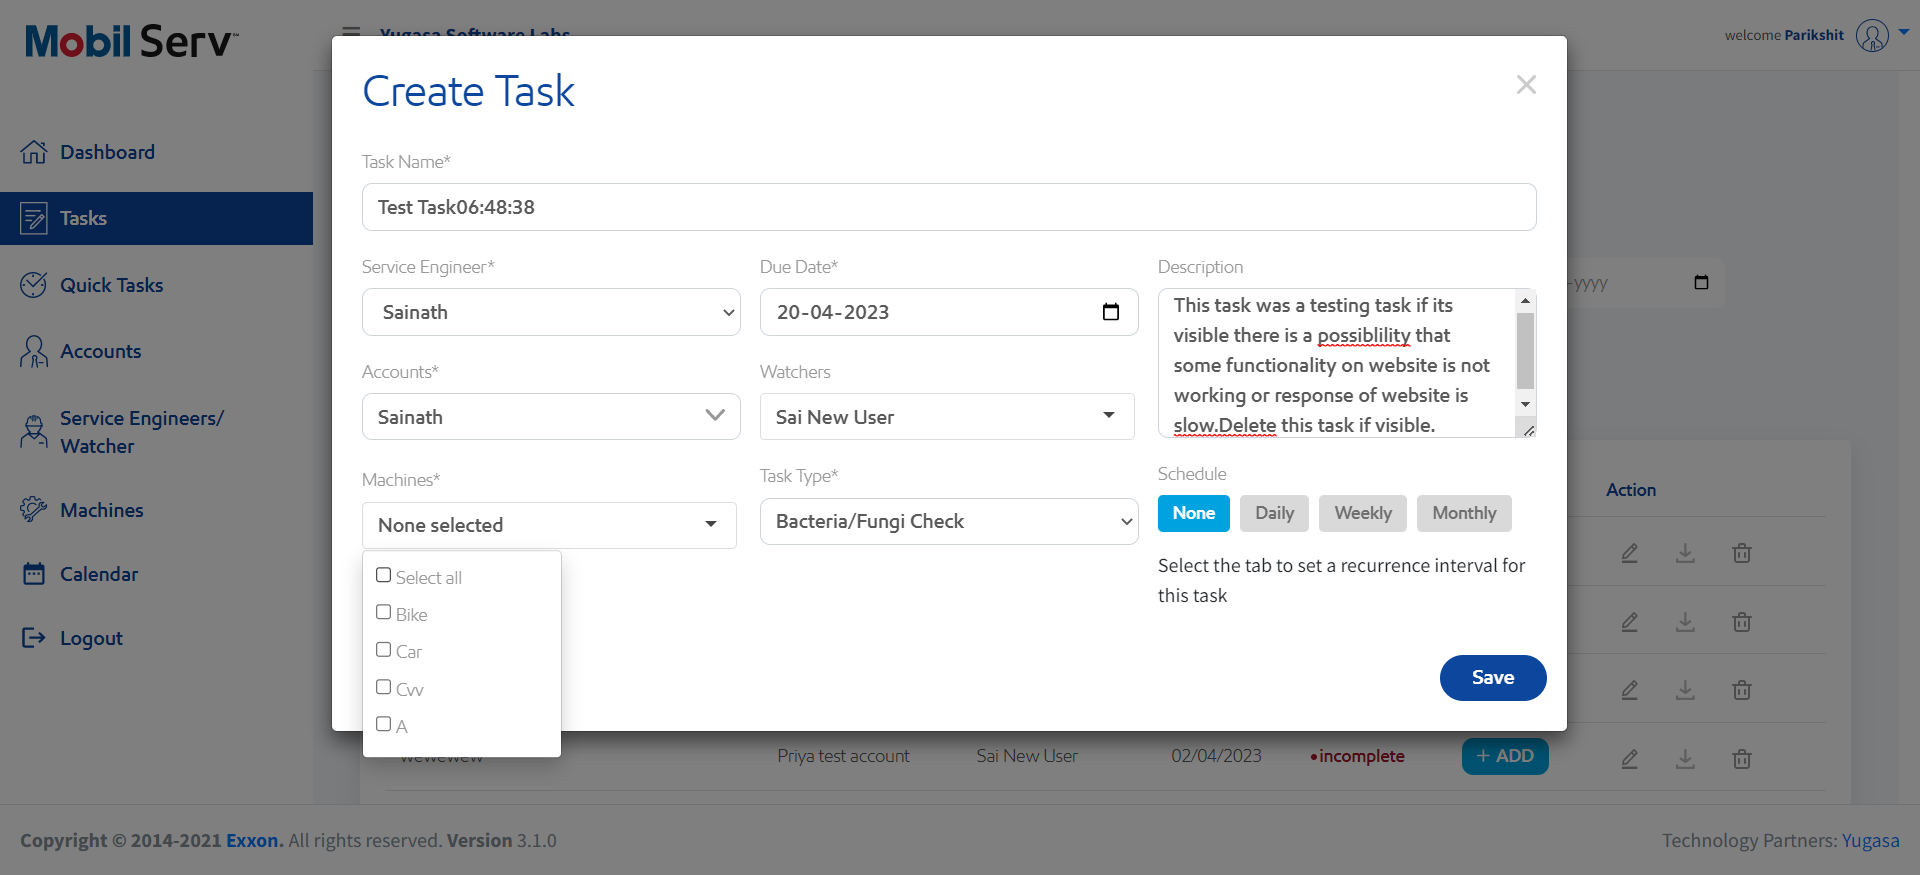 Mobil Serv™
Yugasa Software Labs
welcome Parikshit
Dashboard
Tasks
Quick Tasks
Accounts
Service Engineers/
Watcher
Machines
Calendar
Logout
Create Task
Task Name*
Test Task06:48:38
Service Engineer*
Sainath
Due Date*
20-04-2023
Description
This task was a testing task if its
visible there is a possiblility that
some functionality on website is not
working or response of website is
slow.Delete this task if visible.
Accounts*
Sainath
Watchers
Sai New User
Machines*
None selected
Select all
Bike
Car
Cvv
A
Task Type*
Bacteria/Fungi Check
Schedule
None Daily Weekly Monthly
Select the tab to set a recurrence interval for
this task
Save
-yyyy
Action
wewewew Priya test account Sai New User 02/04/2023 •incomplete + ADD
Copyright © 2014-2021 Exxon. All rights reserved. Version 3.1.0
Technology Partners: Yugasa